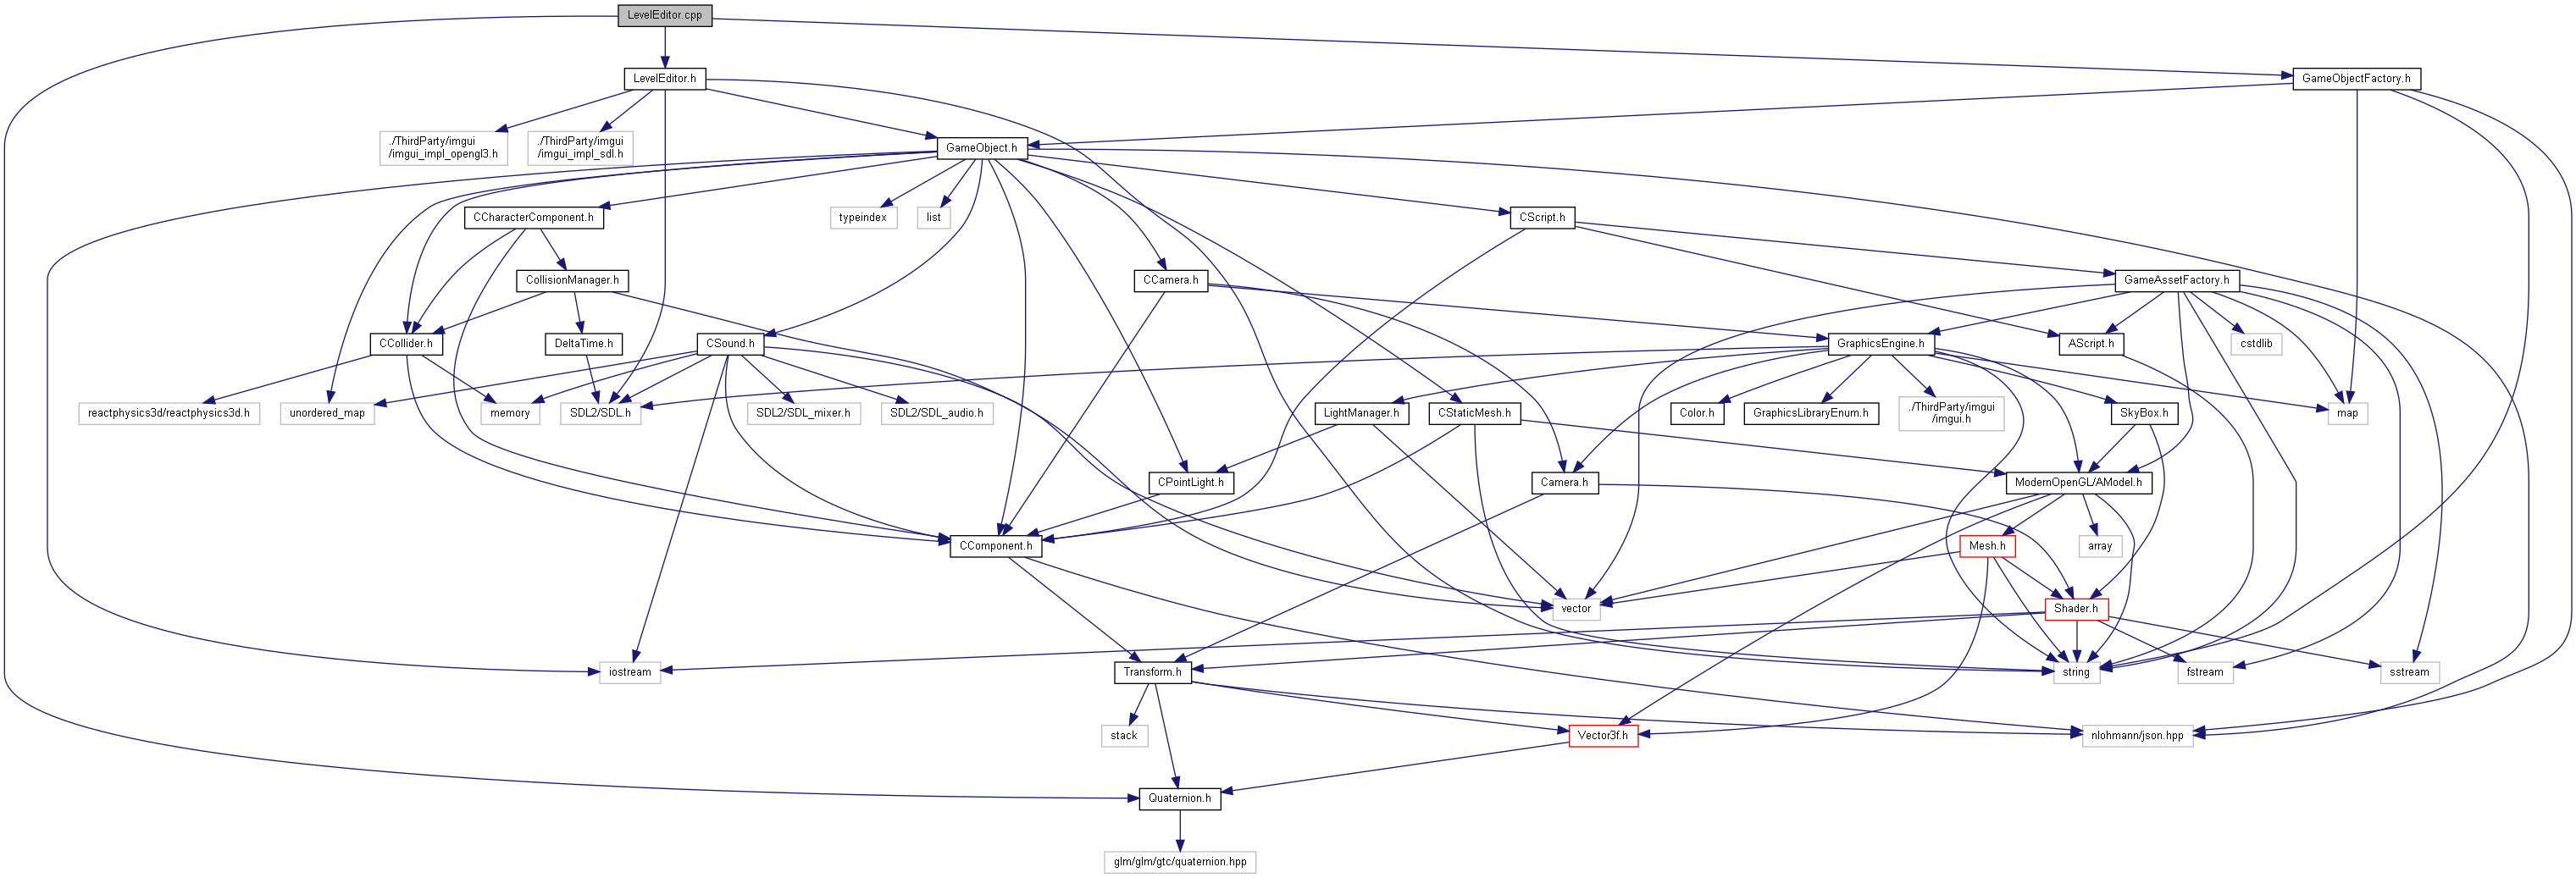 LevelEditor.cpp
LevelEditor.h
GameObjectFactory.h
./ThirdParty/imgui
/imgui_impl_opengl3.h
./ThirdParty/imgui
/imgui_impl_sdl.h
GameObject.h
CCharacterComponent.h
typeindex
list
CScript.h
CollisionManager.h
CCamera.h
GameAssetFactory.h
CCollider.h
DeltaTime.h
CSound.h
GraphicsEngine.h
AScript.h
cstdlib
reactphysics3d/reactphysics3d.h
unordered_map
memory
SDL2/SDL.h
SDL2/SDL_mixer.h
SDL2/SDL_audio.h
LightManager.h
CStaticMesh.h
Color.h
GraphicsLibraryEnum.h
./ThirdParty/imgui
/imgui.h
SkyBox.h
map
CPointLight.h
Camera.h
ModernOpenGL/AModel.h
CComponent.h
Mesh.h
array
vector
Shader.h
iostream
Transform.h
string
fstream
sstream
stack
Vector3f.h
nlohmann/json.hpp
Quaternion.h
glm/glm/gtc/quaternion.hpp